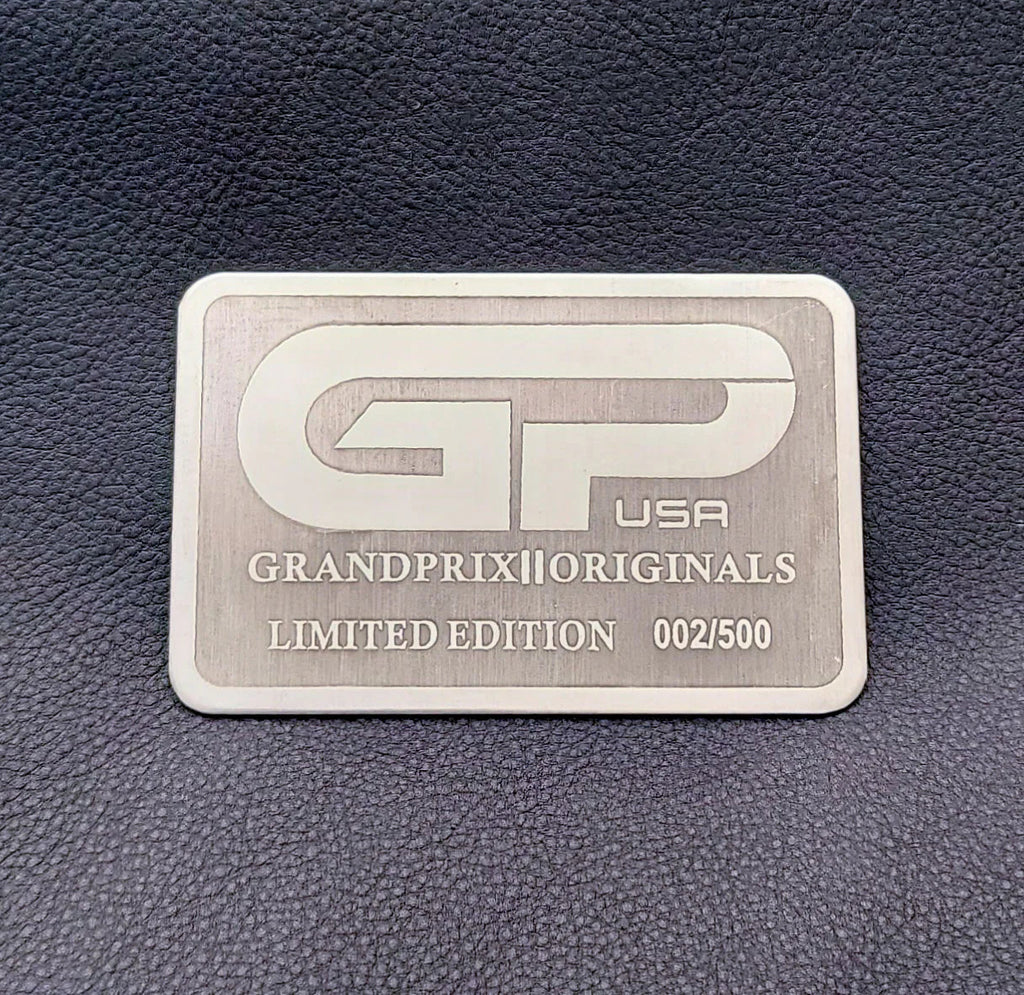 GP
USA
GRANDPRIX||ORIGINALS
LIMITED EDITION 002/500